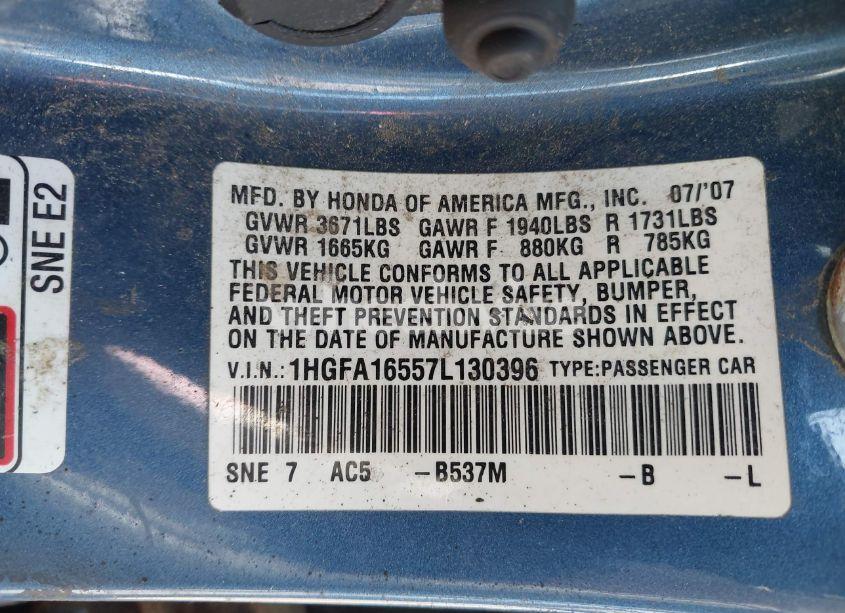 SNE E2
MFD. BY HONDA OF AMERICA MFG., INC. 07/'07
GVWR 3671LBS GAWR F 1940LBS R 1731LBS
GVWR 1665KG GAWR F 880KG R 785KG
THIS VEHICLE CONFORMS TO ALL APPLICABLE
FEDERAL MOTOR VEHICLE SAFETY, BUMPER,
AND THEFT PREVENTION STANDARDS IN EFFECT
ON THE DATE OF MANUFACTURE SHOWN ABOVE.
V.I.N.: 1HGFA16557L130396 TYPE:PASSENGER CAR
SNE 7 AC5 -B537M -B -L